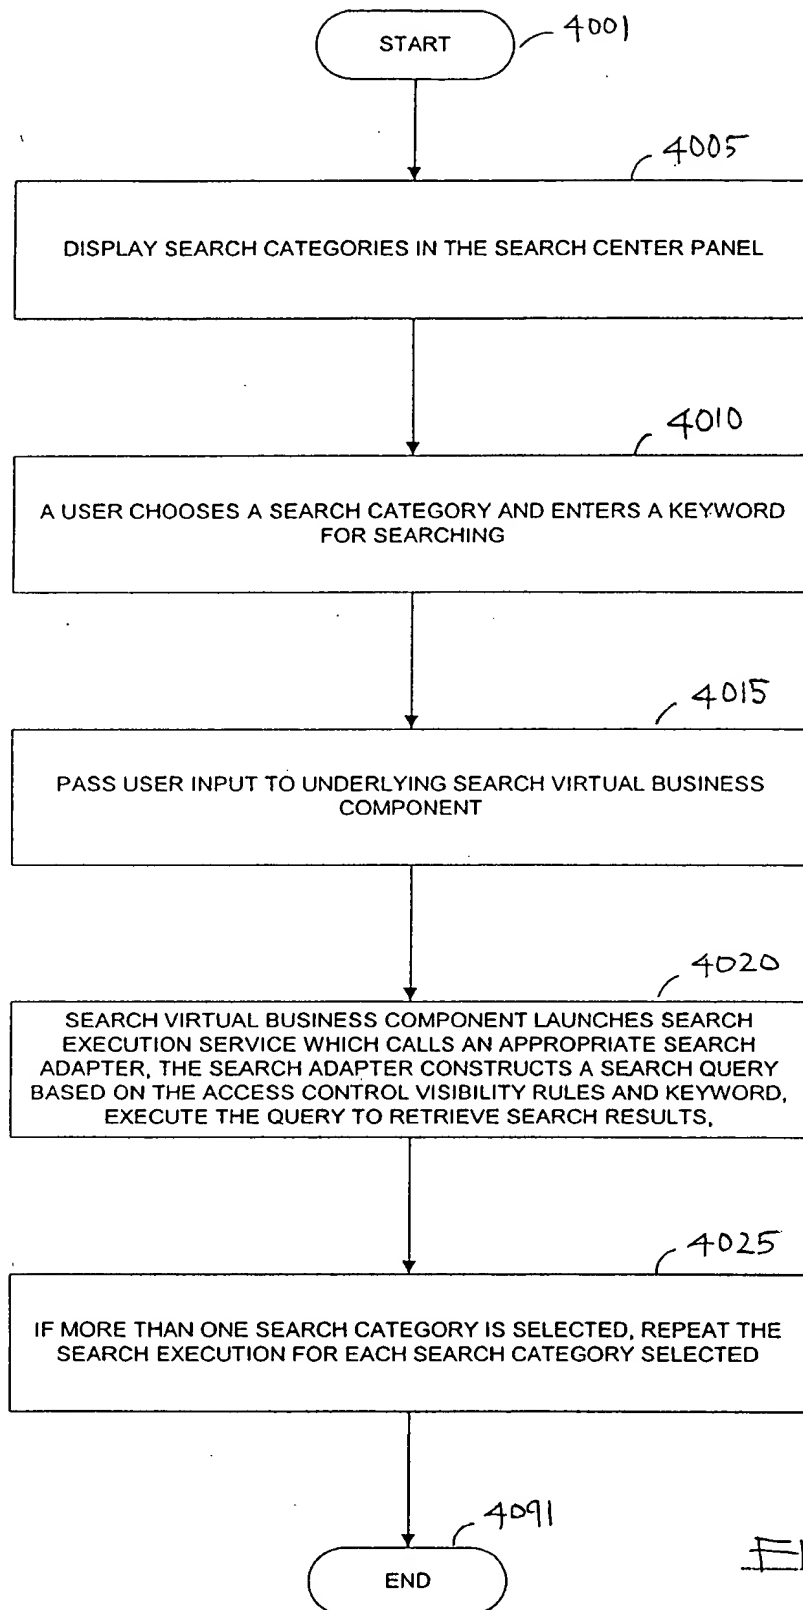 START
4001
4005
DISPLAY SEARCH CATEGORIES IN THE SEARCH CENTER PANEL
4010
A USER CHOOSES A SEARCH CATEGORY AND ENTERS A KEYWORD
FOR SEARCHING
4015
PASS USER INPUT TO UNDERLYING SEARCH VIRTUAL BUSINESS
COMPONENT
4020
SEARCH VIRTUAL BUSINESS COMPONENT LAUNCHES SEARCH
EXECUTION SERVICE WHICH CALLS AN APPROPRIATE SEARCH
ADAPTER, THE SEARCH ADAPTER CONSTRUCTS A SEARCH QUERY
BASED ON THE ACCESS CONTROL VISIBILITY RULES AND KEYWORD,
EXECUTE THE QUERY TO RETRIEVE SEARCH RESULTS,
4025
IF MORE THAN ONE SEARCH CATEGORY IS SELECTED, REPEAT THE
SEARCH EXECUTION FOR EACH SEARCH CATEGORY SELECTED
4091
END